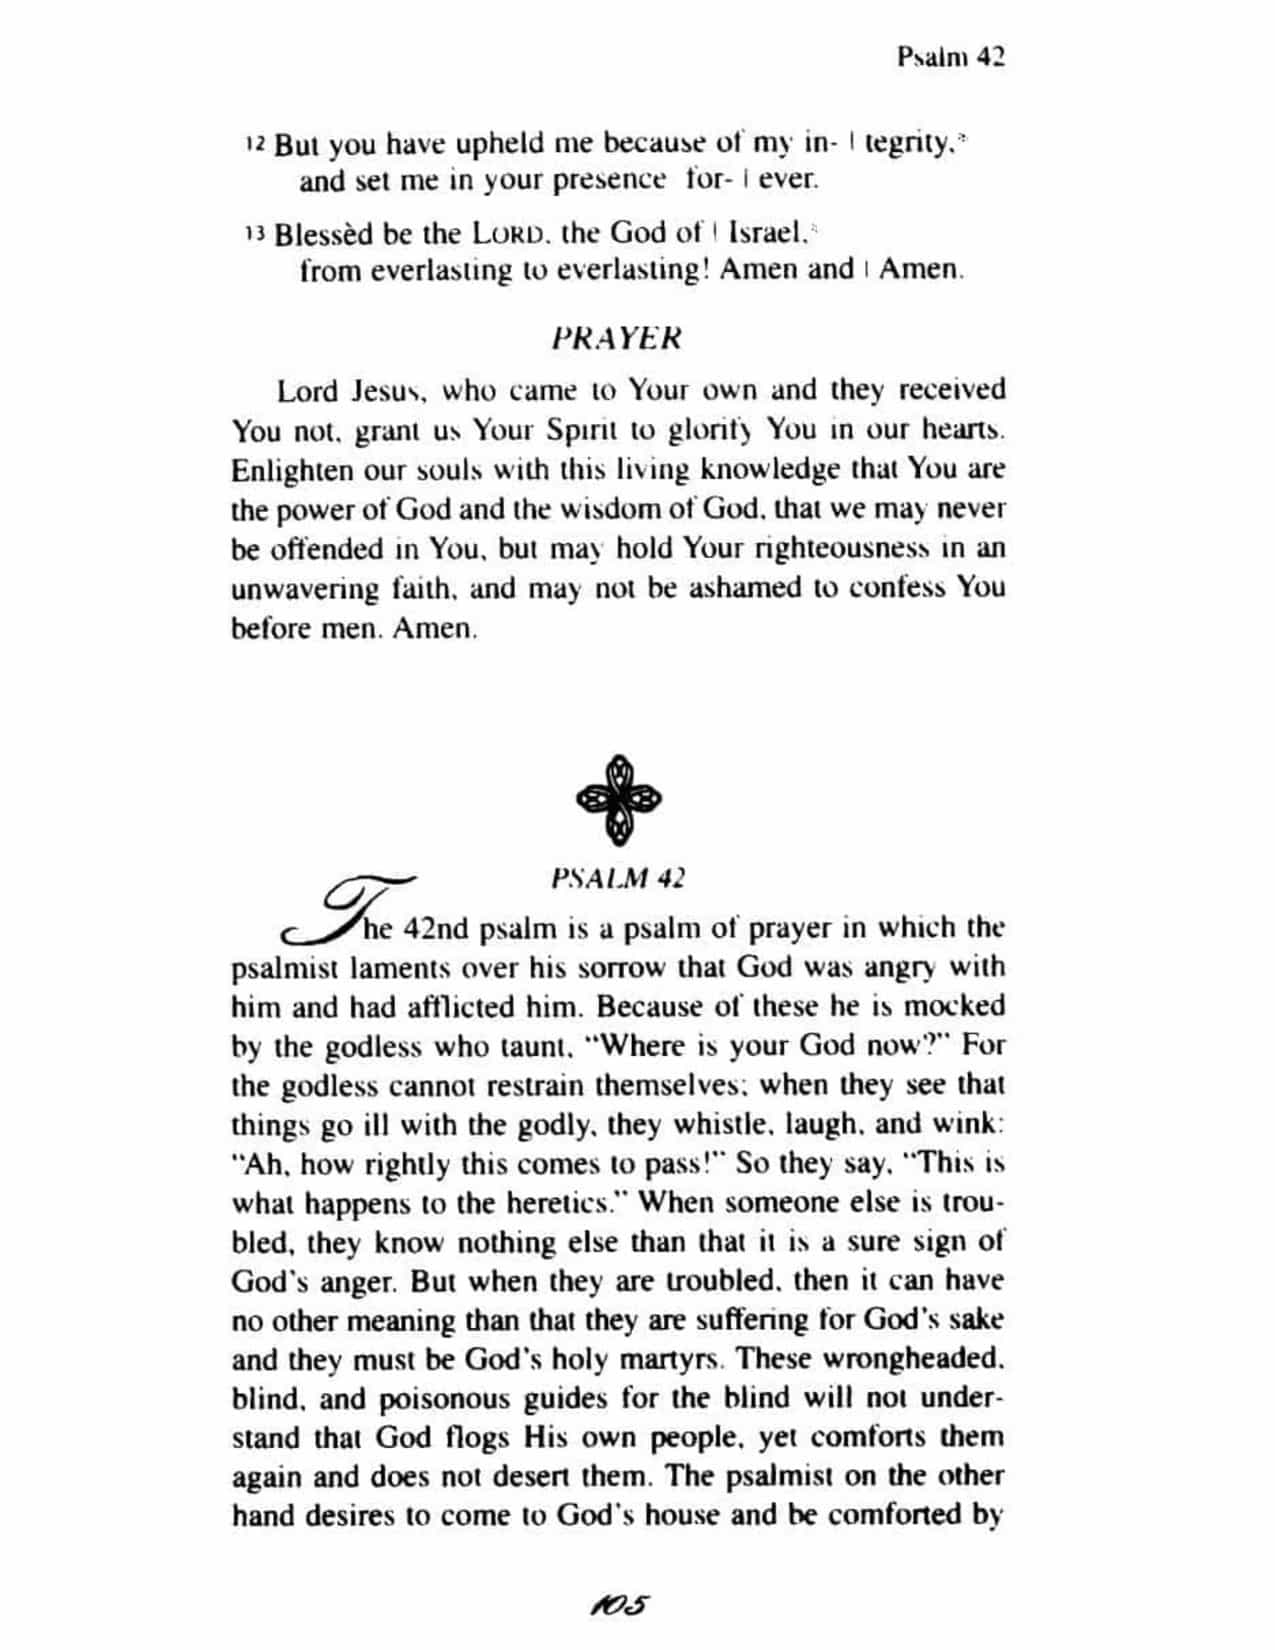 Psalm 42
12 But you have upheld me because of my in- | tegrity,*
and set me in your presence for- | ever.
13 Blessèd be the LORD, the God of | Israel,*
from everlasting to everlasting! Amen and | Amen.
PRAYER
Lord Jesus, who came to Your own and they received
You not, grant us Your Spirit to glorify You in our hearts.
Enlighten our souls with this living knowledge that You are
the power of God and the wisdom of God, that we may never
be offended in You, but may hold Your righteousness in an
unwavering faith, and may not be ashamed to confess You
before men. Amen.
PSALM 42
The 42nd psalm is a psalm of prayer in which the
psalmist laments over his sorrow that God was angry with
him and had afflicted him. Because of these he is mocked
by the godless who taunt, “Where is your God now?” For
the godless cannot restrain themselves; when they see that
things go ill with the godly, they whistle, laugh, and wink:
“Ah, how rightly this comes to pass!” So they say, “This is
what happens to the heretics.” When someone else is trou-
bled, they know nothing else than that it is a sure sign of
God's anger. But when they are troubled, then it can have
no other meaning than that they are suffering for God's sake
and they must be God's holy martyrs. These wrongheaded,
blind, and poisonous guides for the blind will not under-
stand that God flogs His own people, yet comforts them
again and does not desert them. The psalmist on the other
hand desires to come to God's house and be comforted by
105